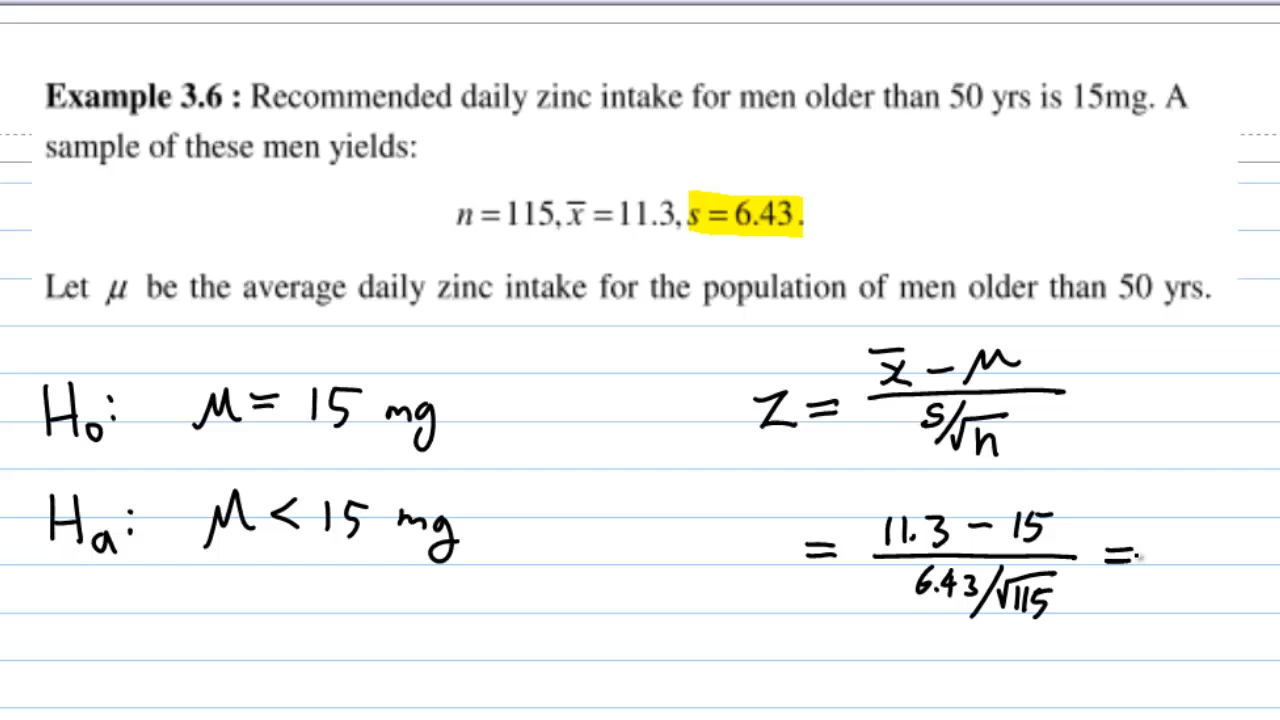 Example 3.6 : Recommended daily zinc intake for men older than 50 yrs is 15mg. A
sample of these men yields:
n = 115, x̅ = 11.3, s = 6.43.
Let μ be the average daily zinc intake for the population of men older than 50 yrs.
H₀: μ = 15 mg
Hₐ: μ < 15 mg
Z = (x̅ − μ) / (s/√n)
= (11.3 − 15) / (6.43/√115) =